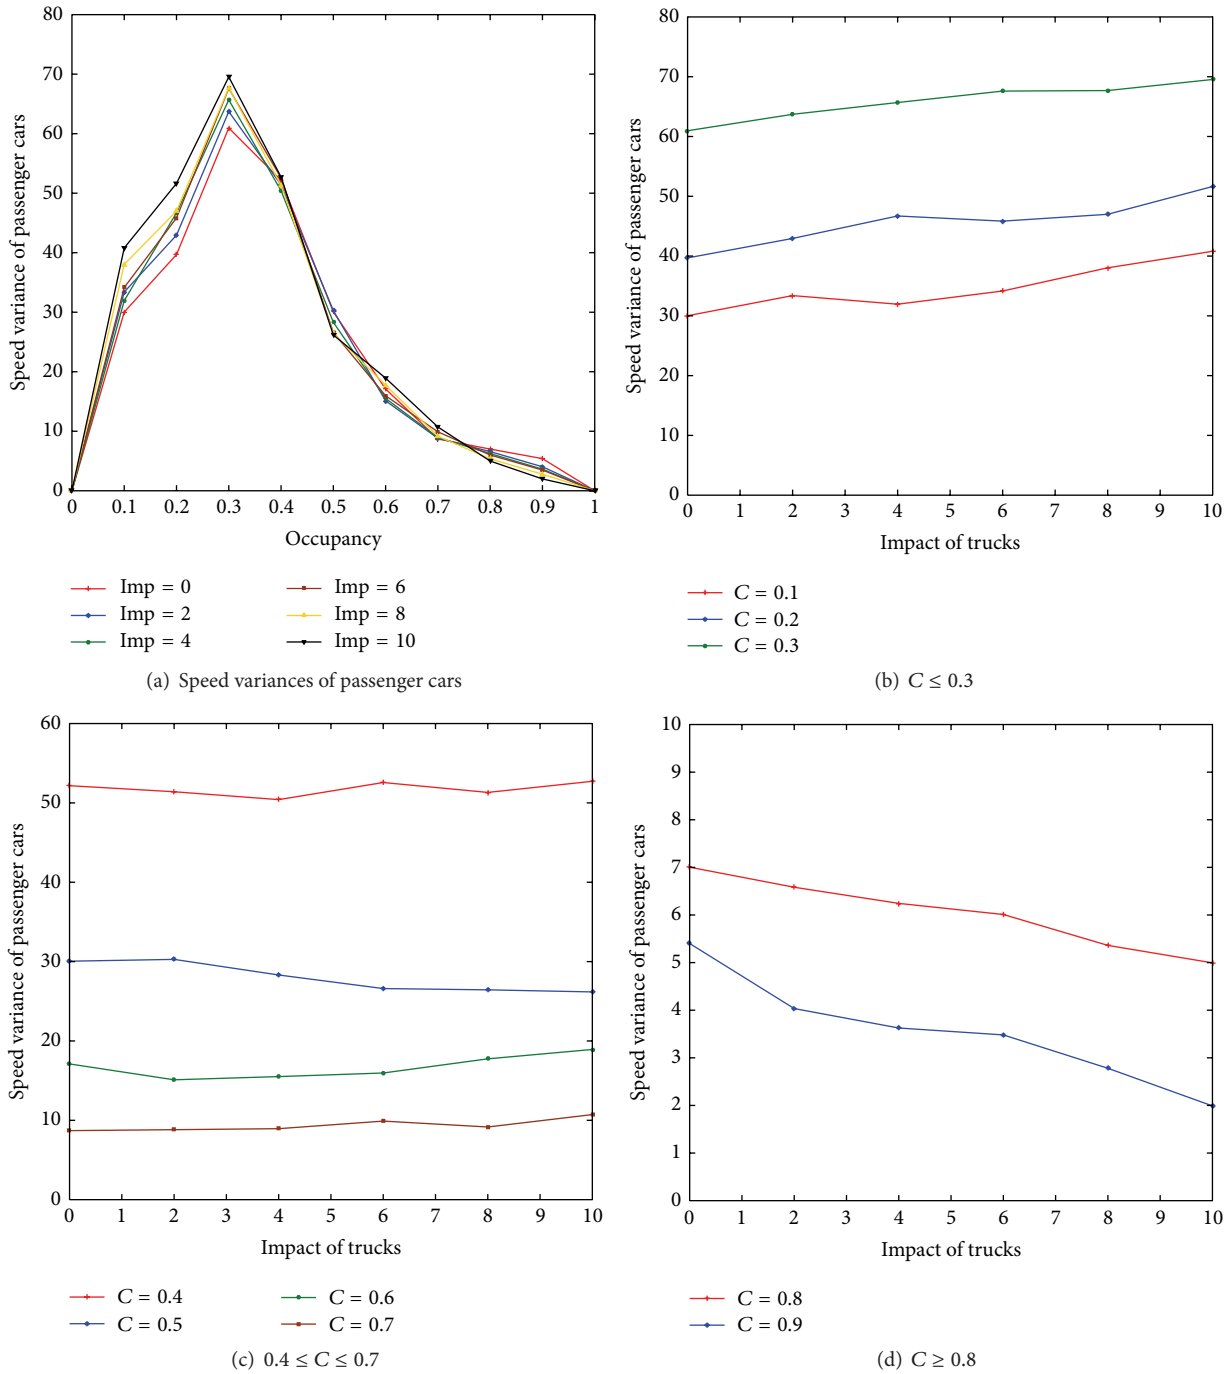 80
70
60
50
40
30
20
10
0
Speed variance of passenger cars
0 0.1 0.2 0.3 0.4 0.5 0.6 0.7 0.8 0.9 1
Occupancy
Imp = 0
Imp = 2
Imp = 4
Imp = 6
Imp = 8
Imp = 10
(a) Speed variances of passenger cars
80
70
60
50
40
30
20
10
0
Speed variance of passenger cars
0 1 2 3 4 5 6 7 8 9 10
Impact of trucks
C = 0.1
C = 0.2
C = 0.3
(b) C ≤ 0.3
60
50
40
30
20
10
0
Speed variance of passenger cars
0 1 2 3 4 5 6 7 8 9 10
Impact of trucks
C = 0.4
C = 0.5
C = 0.6
C = 0.7
(c) 0.4 ≤ C ≤ 0.7
10
9
8
7
6
5
4
3
2
1
0
Speed variance of passenger cars
0 1 2 3 4 5 6 7 8 9 10
Impact of trucks
C = 0.8
C = 0.9
(d) C ≥ 0.8